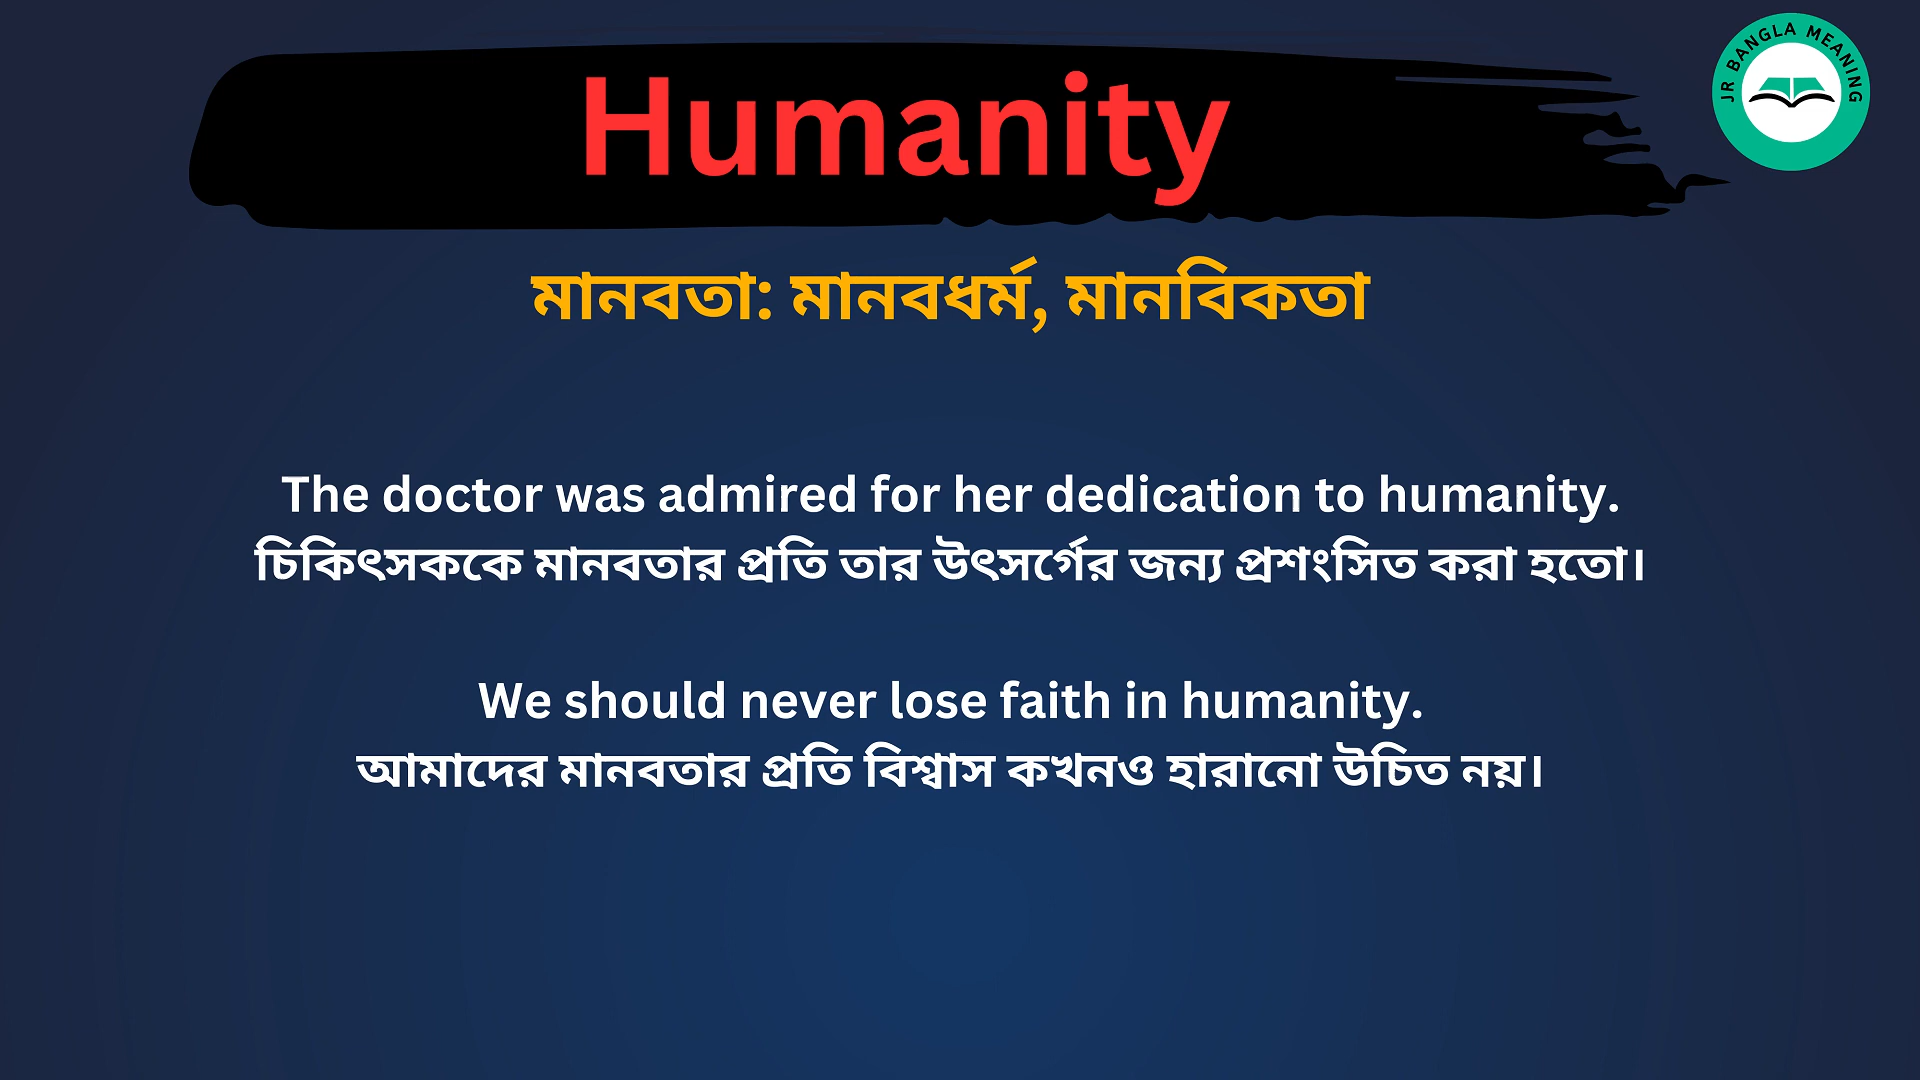 JR BANGLA MEANING
Humanity
মানবতা: মানবধর্ম, মানবিকতা
The doctor was admired for her dedication to humanity.
চিকিৎসককে মানবতার প্রতি তার উৎসর্গের জন্য প্রশংসিত করা হতো।
We should never lose faith in humanity.
আমাদের মানবতার প্রতি বিশ্বাস কখনও হারানো উচিত নয়।